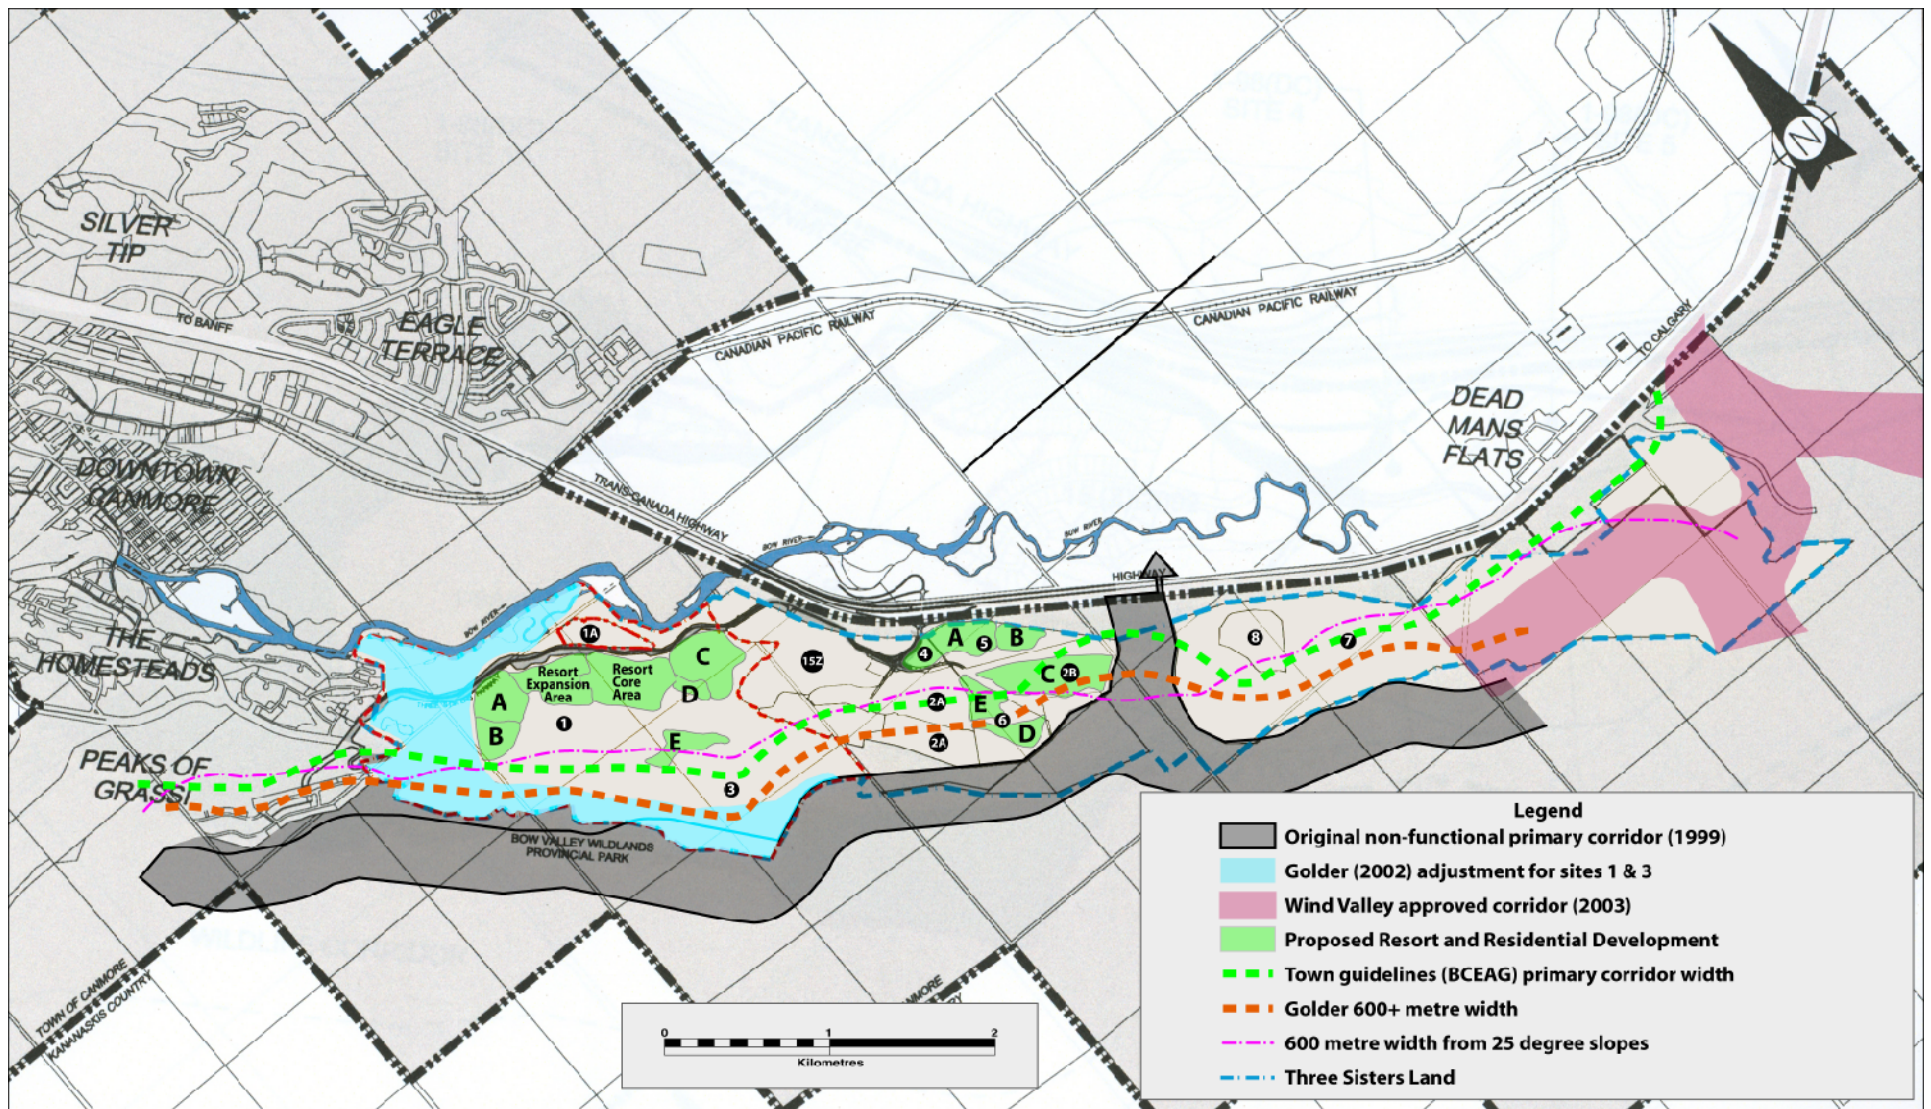 SILVER
TIP
TO BANFF
EAGLE
TERRACE
CANADIAN PACIFIC RAILWAY
CANADIAN PACIFIC RAILWAY
TO CALGARY
N
DEAD
MANS
FLATS
DOWNTOWN
CANMORE
TRANS-CANADA HIGHWAY
BOW RIVER
BOW RIVER
HIGHWAY
THE
HOMESTEADS
BOW RIVER
1A
Resort
Expansion
Area
Resort
Core
Area
C
D
A
B
1
E
3
15Z
4
A
5
B
C
2B
2A
E
6
D
2A
8
7
PEAKS OF
GRASSI
BOW VALLEY WILDLANDS
PROVINCIAL PARK
TOWN OF CANMORE
KANANASKIS COUNTRY
0
1
2
Kilometres
Legend
Original non-functional primary corridor (1999)
Golder (2002) adjustment for sites 1 & 3
Wind Valley approved corridor (2003)
Proposed Resort and Residential Development
Town guidelines (BCEAG) primary corridor width
Golder 600+ metre width
600 metre width from 25 degree slopes
Three Sisters Land